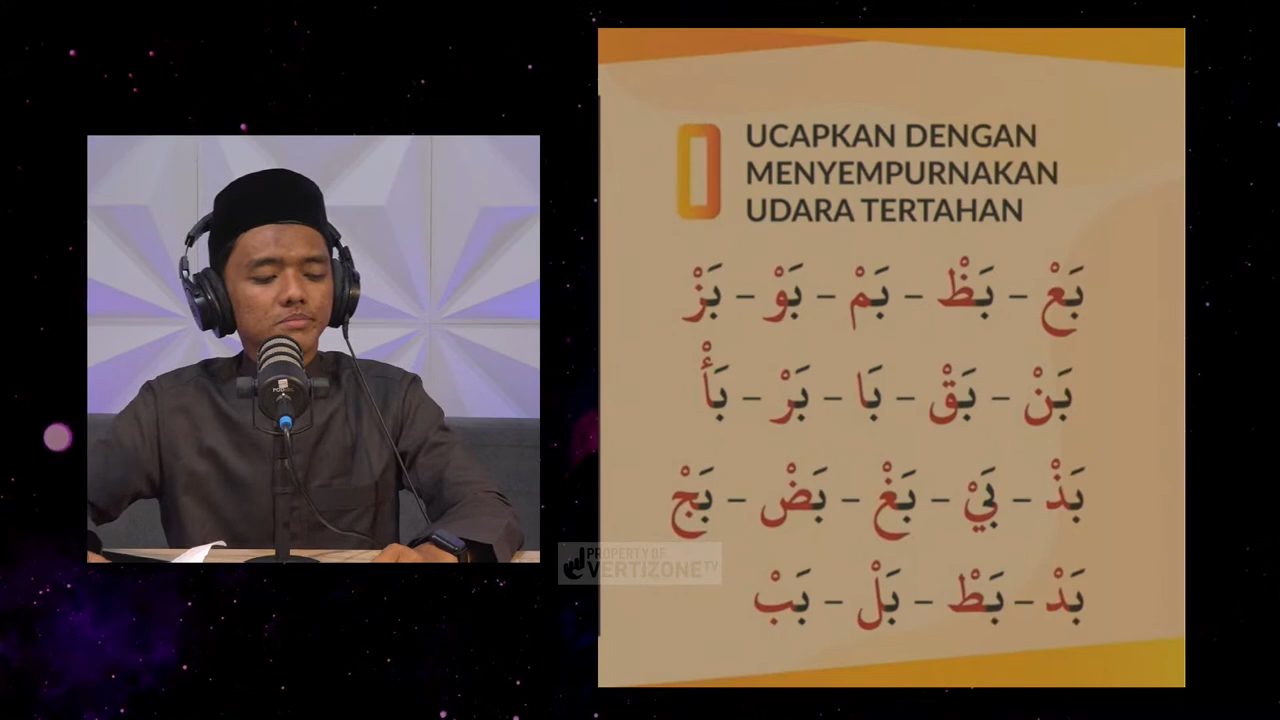 UCAPKAN DENGAN
MENYEMPURNAKAN
UDARA TERTAHAN
بَعْ – بَظْ – بَمْ – بَوْ – بَزْ
بَنْ – بَقْ – بَا – بَرْ – بَأْ
بَذْ – بَيْ – بَغْ – بَضْ – بَجْ
بَدْ – بَطْ – بَلْ – بَبْ
PROPERTY OF
VERTIZONE TV